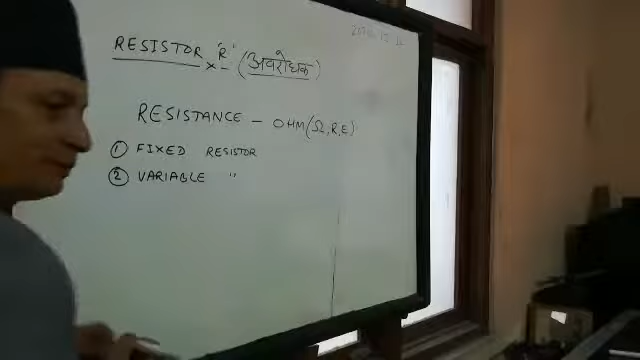 RESISTOR 'R' (अवरोधक)
RESISTANCE - OHM (Ω, R, E)
① FIXED RESISTOR
② VARIABLE "